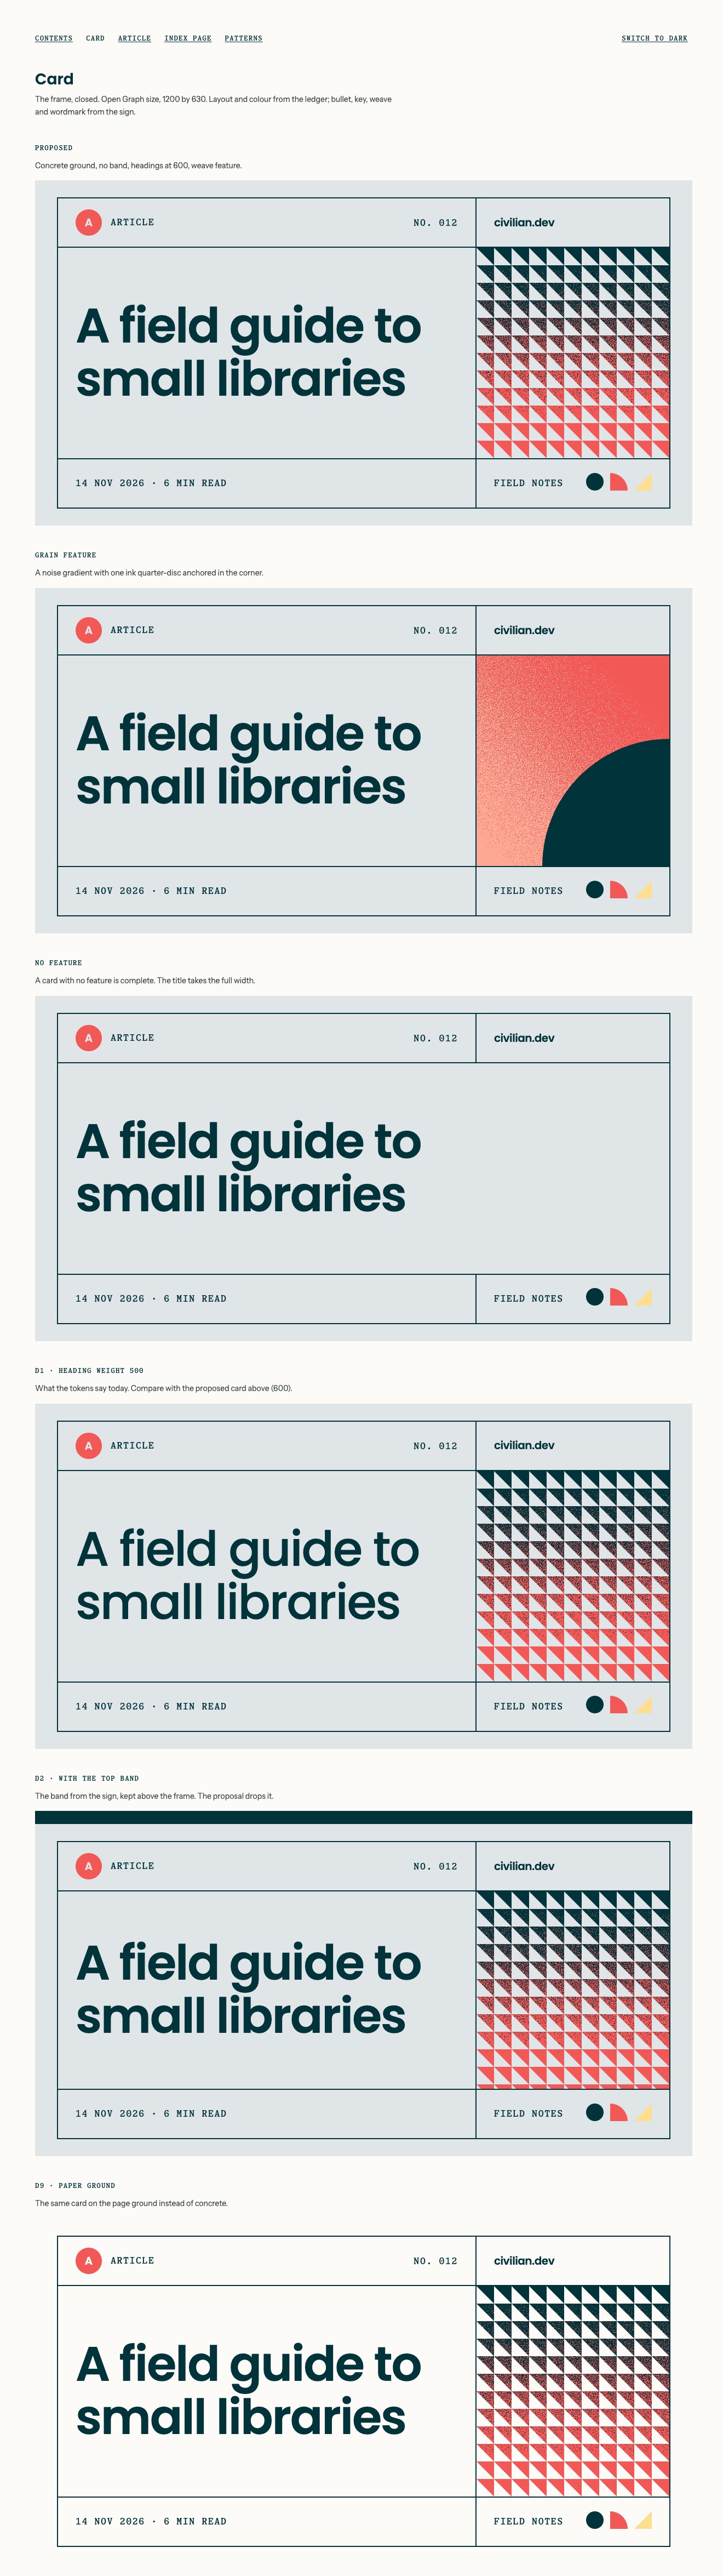 CONTENTS CARD ARTICLE INDEX PAGE PATTERNS SWITCH TO DARK
Card
The frame, closed. Open Graph size, 1200 by 630. Layout and colour from the ledger; bullet, key, weave
and wordmark from the sign.
PROPOSED
Concrete ground, no band, headings at 600, weave feature.
A ARTICLE NO. 012 civilian.dev
A field guide to
small libraries
14 NOV 2026 · 6 MIN READ FIELD NOTES
GRAIN FEATURE
A noise gradient with one ink quarter-disc anchored in the corner.
A ARTICLE NO. 012 civilian.dev
A field guide to
small libraries
14 NOV 2026 · 6 MIN READ FIELD NOTES
NO FEATURE
A card with no feature is complete. The title takes the full width.
A ARTICLE NO. 012 civilian.dev
A field guide to
small libraries
14 NOV 2026 · 6 MIN READ FIELD NOTES
D1 · HEADING WEIGHT 500
What the tokens say today. Compare with the proposed card above (600).
A ARTICLE NO. 012 civilian.dev
A field guide to
small libraries
14 NOV 2026 · 6 MIN READ FIELD NOTES
D2 · WITH THE TOP BAND
The band from the sign, kept above the frame. The proposal drops it.
A ARTICLE NO. 012 civilian.dev
A field guide to
small libraries
14 NOV 2026 · 6 MIN READ FIELD NOTES
D9 · PAPER GROUND
The same card on the page ground instead of concrete.
A ARTICLE NO. 012 civilian.dev
A field guide to
small libraries
14 NOV 2026 · 6 MIN READ FIELD NOTES